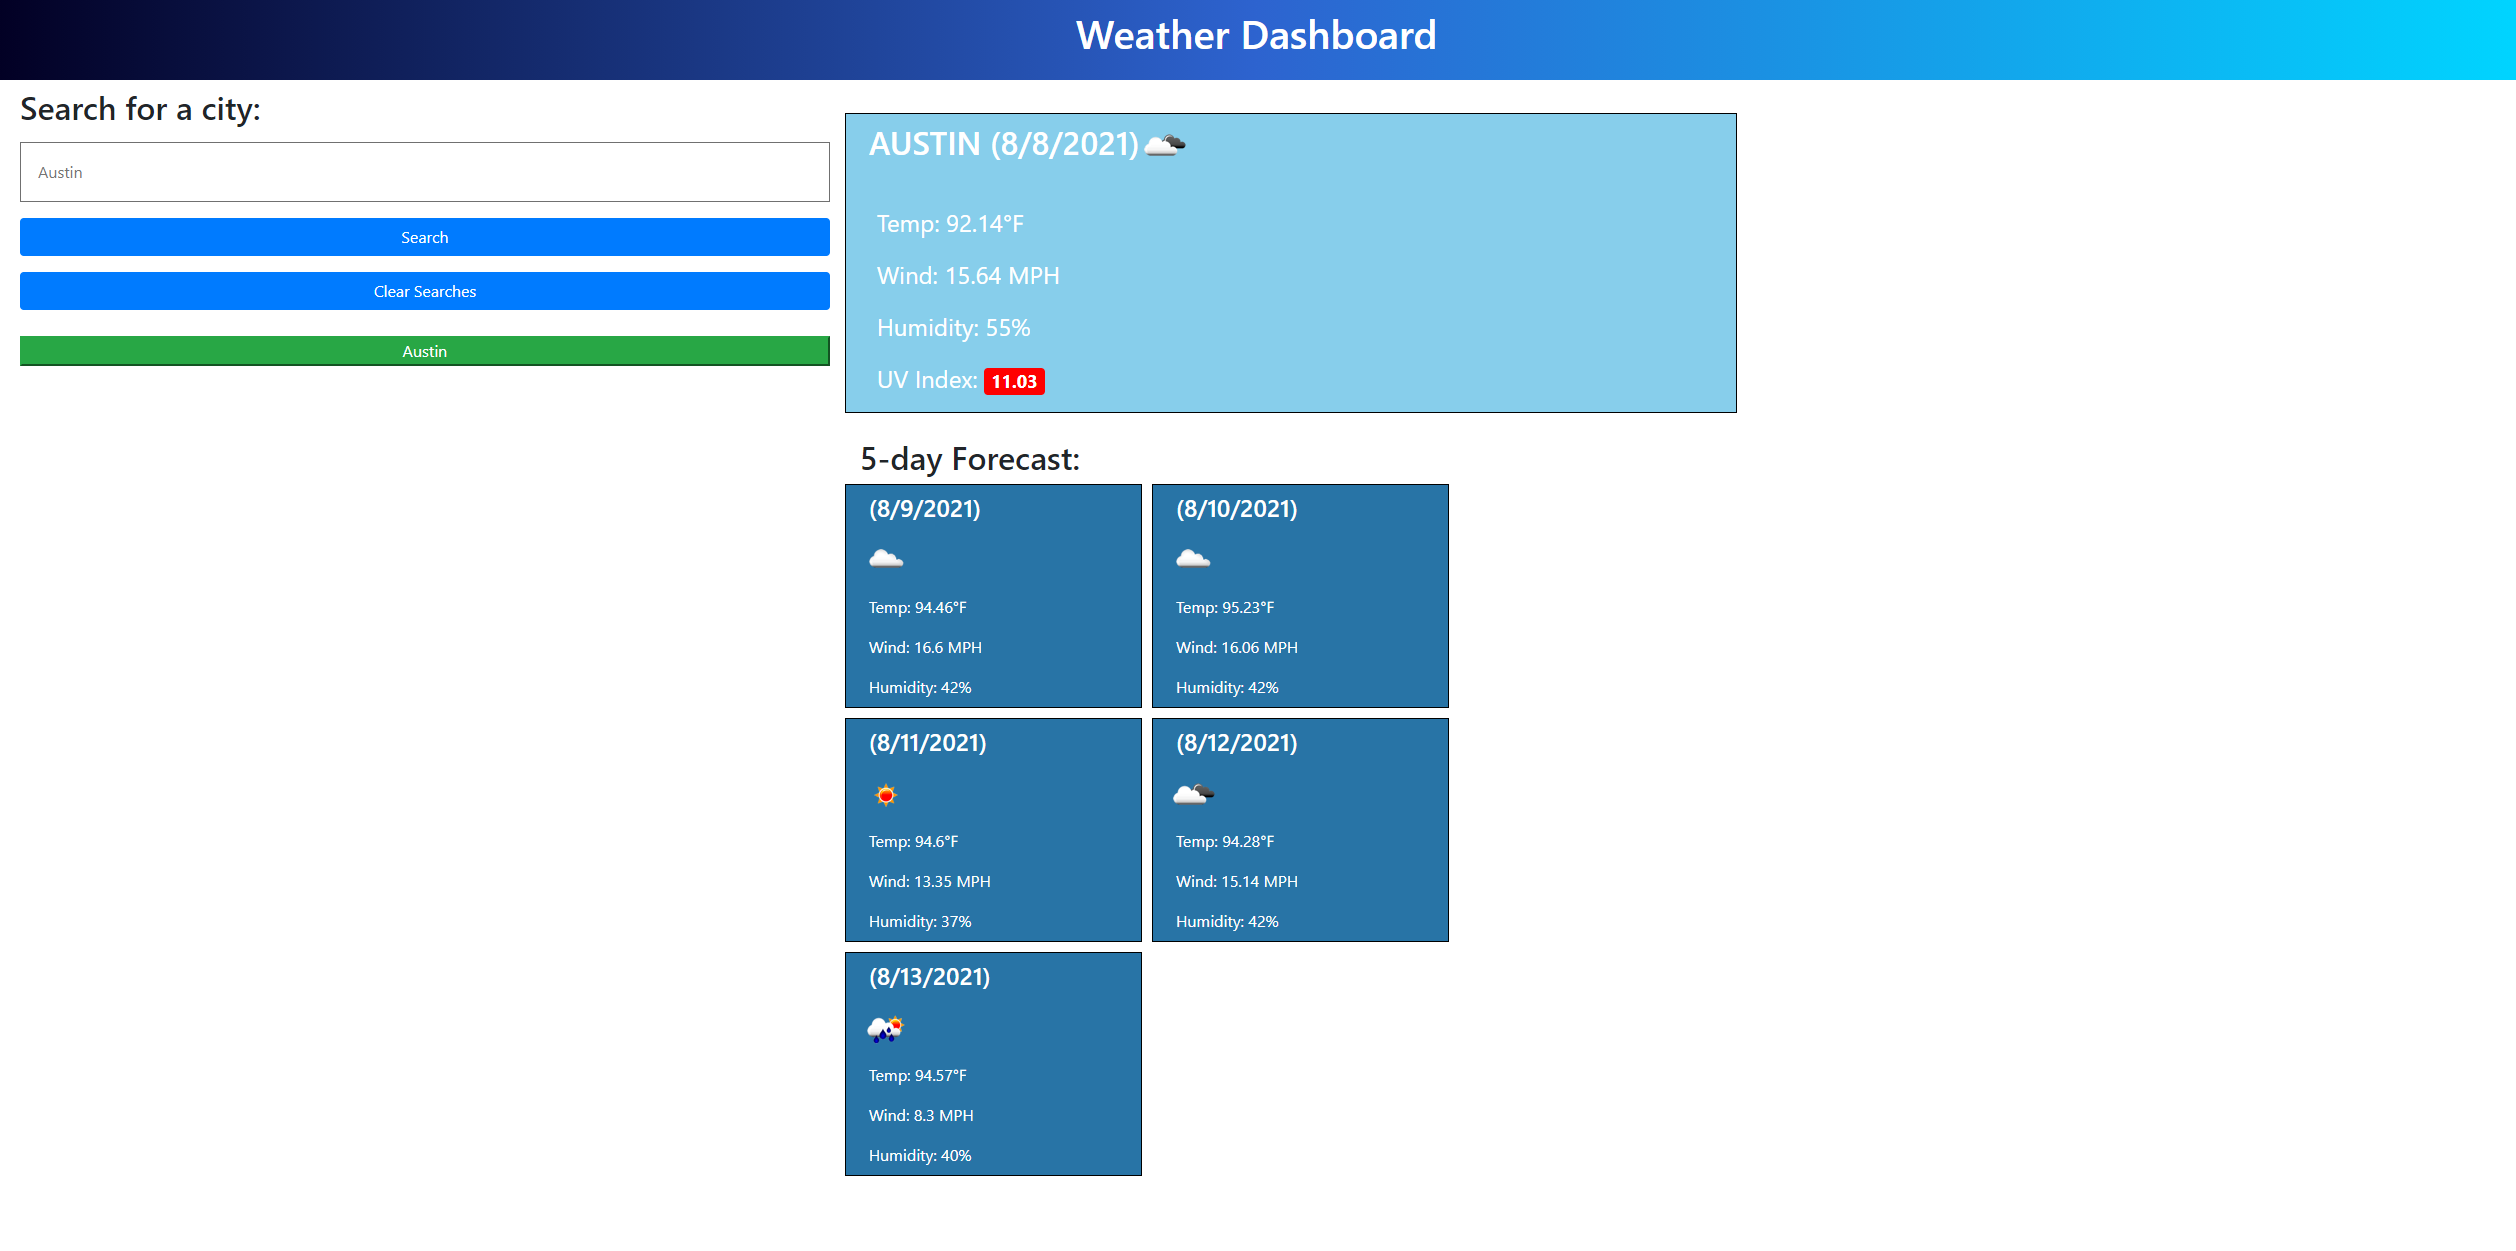 Weather Dashboard
Search for a city:
Austin
Search
Clear Searches
Austin
AUSTIN (8/8/2021)
Temp: 92.14°F
Wind: 15.64 MPH
Humidity: 55%
UV Index: 11.03
5-day Forecast:
(8/9/2021)
Temp: 94.46°F
Wind: 16.6 MPH
Humidity: 42%
(8/10/2021)
Temp: 95.23°F
Wind: 16.06 MPH
Humidity: 42%
(8/11/2021)
Temp: 94.6°F
Wind: 13.35 MPH
Humidity: 37%
(8/12/2021)
Temp: 94.28°F
Wind: 15.14 MPH
Humidity: 42%
(8/13/2021)
Temp: 94.57°F
Wind: 8.3 MPH
Humidity: 40%